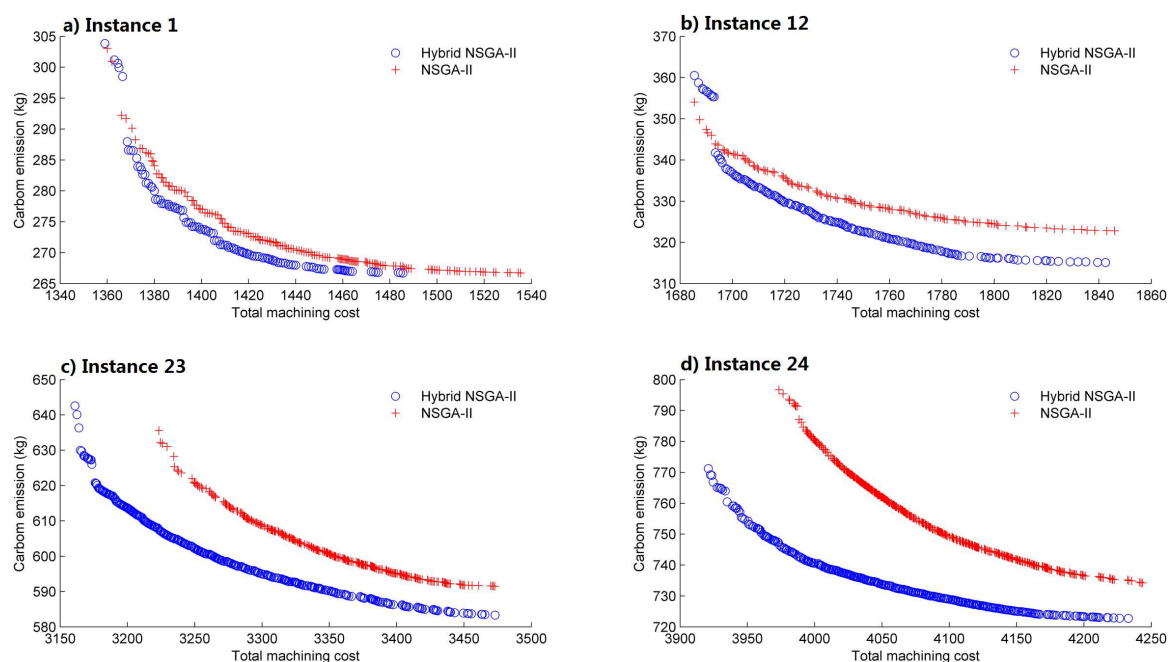 a) Instance 1
305
300
295
290
285
280
275
270
265
Carbom emission (kg)
Hybrid NSGA-II
NSGA-II
1340 1360 1380 1400 1420 1440 1460 1480 1500 1520 1540
Total machining cost
b) Instance 12
370
360
350
340
330
320
310
Carbom emission (kg)
Hybrid NSGA-II
NSGA-II
1680 1700 1720 1740 1760 1780 1800 1820 1840 1860
Total machining cost
c) Instance 23
650
640
630
620
610
600
590
580
Carbom emission (kg)
Hybrid NSGA-II
NSGA-II
3150 3200 3250 3300 3350 3400 3450 3500
Total machining cost
d) Instance 24
800
790
780
770
760
750
740
730
720
Carbom emission (kg)
Hybrid NSGA-II
NSGA-II
3900 3950 4000 4050 4100 4150 4200 4250
Total machining cost